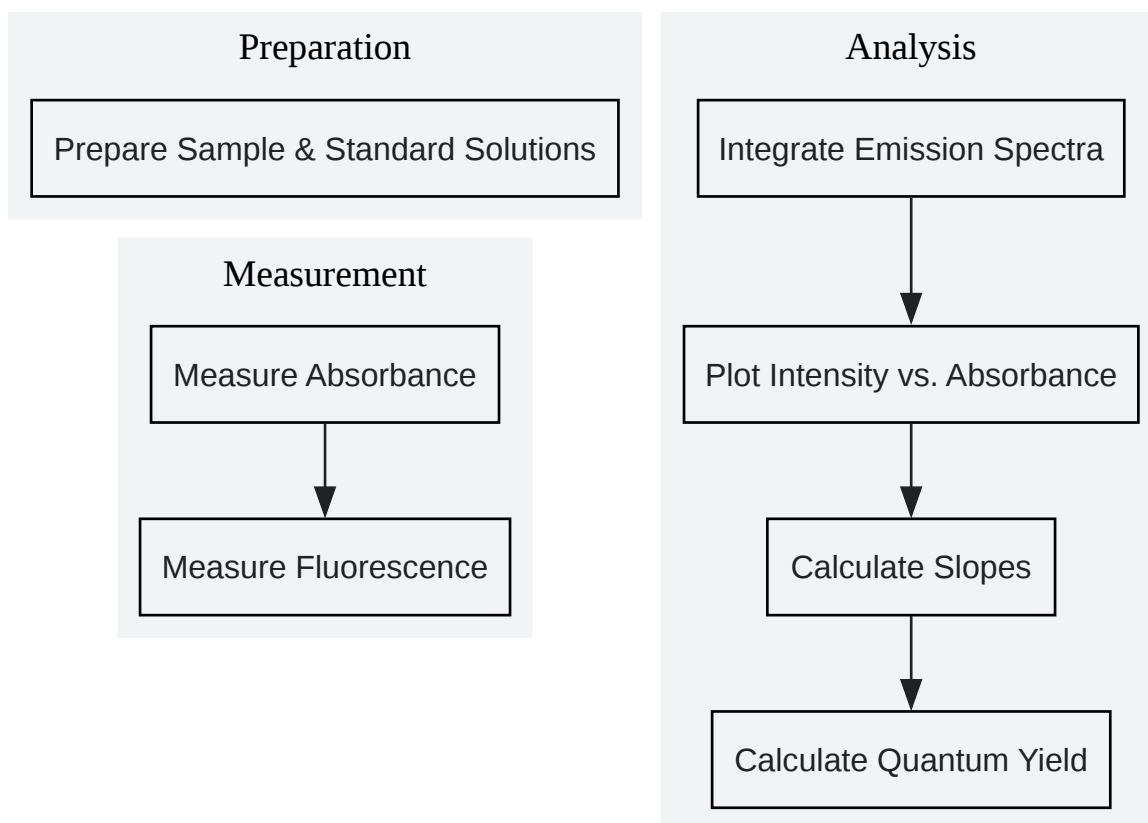 Preparation
Prepare Sample & Standard Solutions
Measurement
Measure Absorbance
Measure Fluorescence
Analysis
Integrate Emission Spectra
Plot Intensity vs. Absorbance
Calculate Slopes
Calculate Quantum Yield